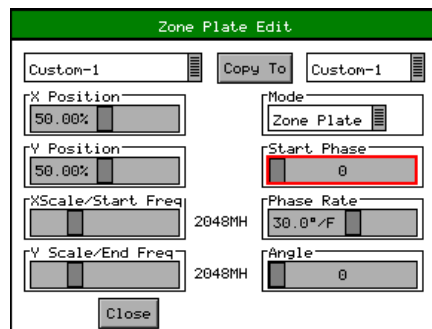 Zone Plate Edit
Custom-1 Copy To Custom-1
X Position Mode
50.00% Zone Plate
Y Position Start Phase
50.00% 0
XScale/Start Freq Phase Rate
2048MH 30.0°/F
Y Scale/End Freq Angle
2048MH 0
Close